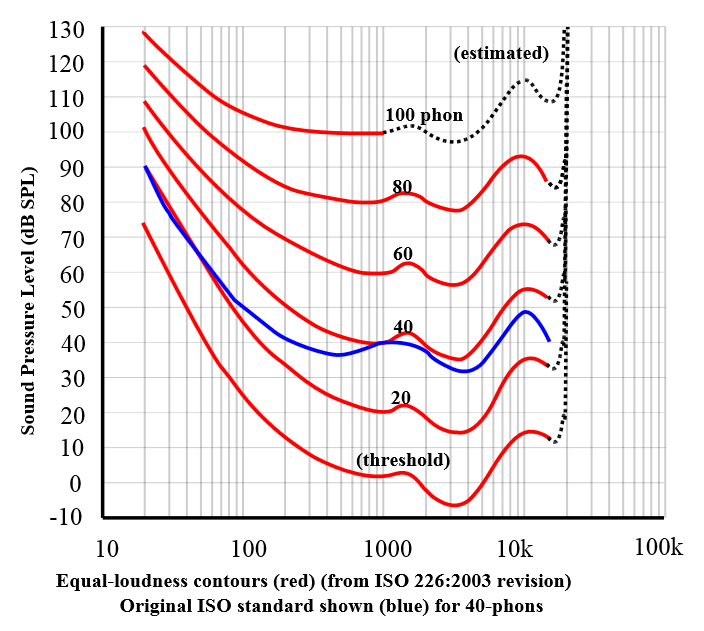 130
120
(estimated)
110
100 phon
100
90
80
80
70
60
60
50
40
40
30
20
20
10
(threshold)
0
-10
Sound Pressure Level (dB SPL)
10 100 1000 10k 100k
Equal-loudness contours (red) (from ISO 226:2003 revision)
Original ISO standard shown (blue) for 40-phons